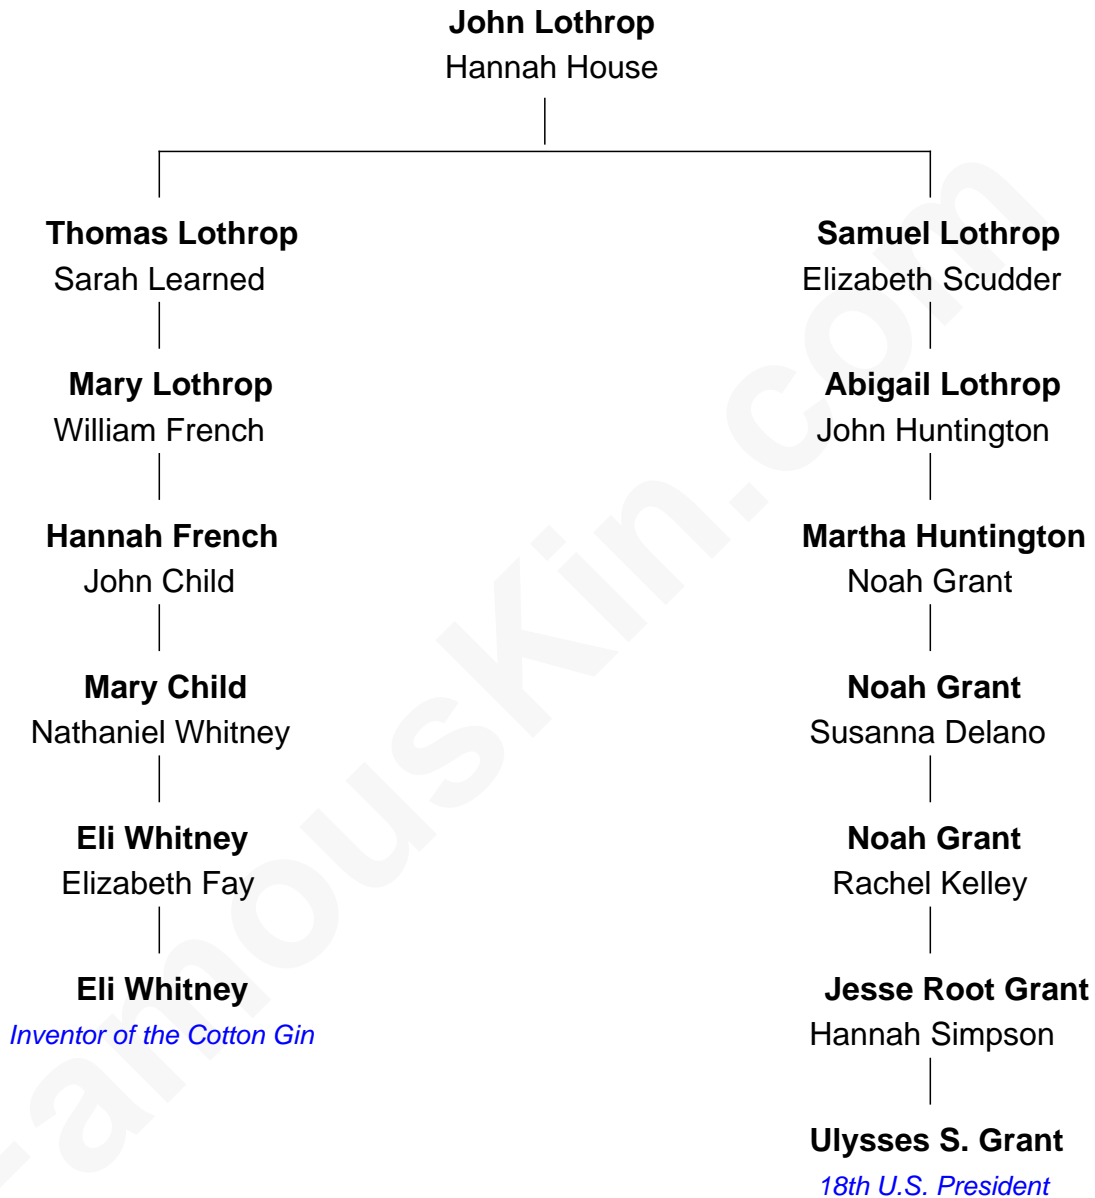 John Lothrop
Hannah House
Thomas Lothrop
Sarah Learned
Samuel Lothrop
Elizabeth Scudder
Mary Lothrop
William French
Abigail Lothrop
John Huntington
Hannah French
John Child
Martha Huntington
Noah Grant
Mary Child
Nathaniel Whitney
Noah Grant
Susanna Delano
Eli Whitney
Elizabeth Fay
Noah Grant
Rachel Kelley
Eli Whitney
Inventor of the Cotton Gin
Jesse Root Grant
Hannah Simpson
Ulysses S. Grant
18th U.S. President
FamousKin.com